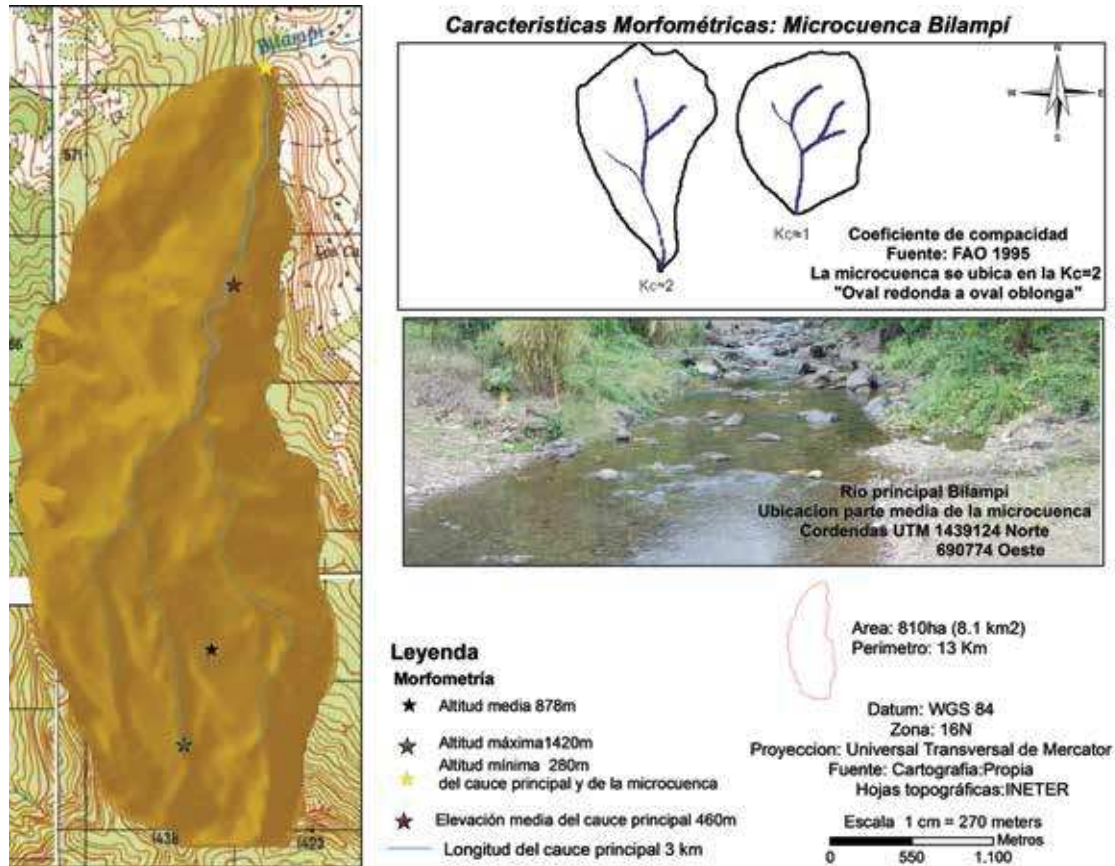 Caracteristicas Morfométricas: Microcuenca Bilampí
Bilampí
571
1438
1423
N
W
E
S
Kc=2
Kc=1
Coeficiente de compacidad
Fuente: FAO 1995
La microcuenca se ubica en la Kc=2
"Oval redonda a oval oblonga"
Rio principal Bilampi
Ubicacion parte media de la microcuenca
Cordendas UTM 1439124 Norte
690774 Oeste
Area: 810ha (8.1 km2)
Perimetro: 13 Km
Leyenda
Morfometría
Altitud media 878m
Altitud máxima1420m
Altitud mínima 280m
del cauce principal y de la microcuenca
Elevación media del cauce principal 460m
Longitud del cauce principal 3 km
Datum: WGS 84
Zona: 16N
Proyeccion: Universal Transversal de Mercator
Fuente: Cartografia:Propia
Hojas topográficas:INETER
Escala 1 cm = 270 meters
Metros
0 550 1.100